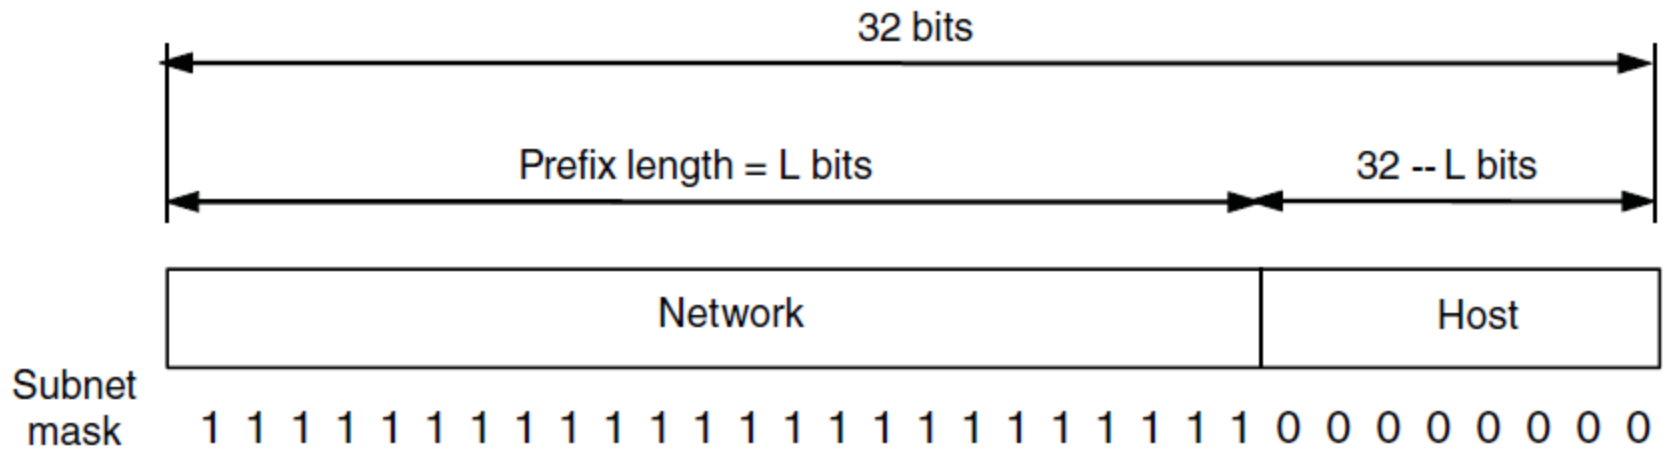 32 bits
Prefix length = L bits
32 -- L bits
Network
Host
Subnet
mask
1 1 1 1 1 1 1 1 1 1 1 1 1 1 1 1 1 1 1 1 1 1 1 1 0 0 0 0 0 0 0 0